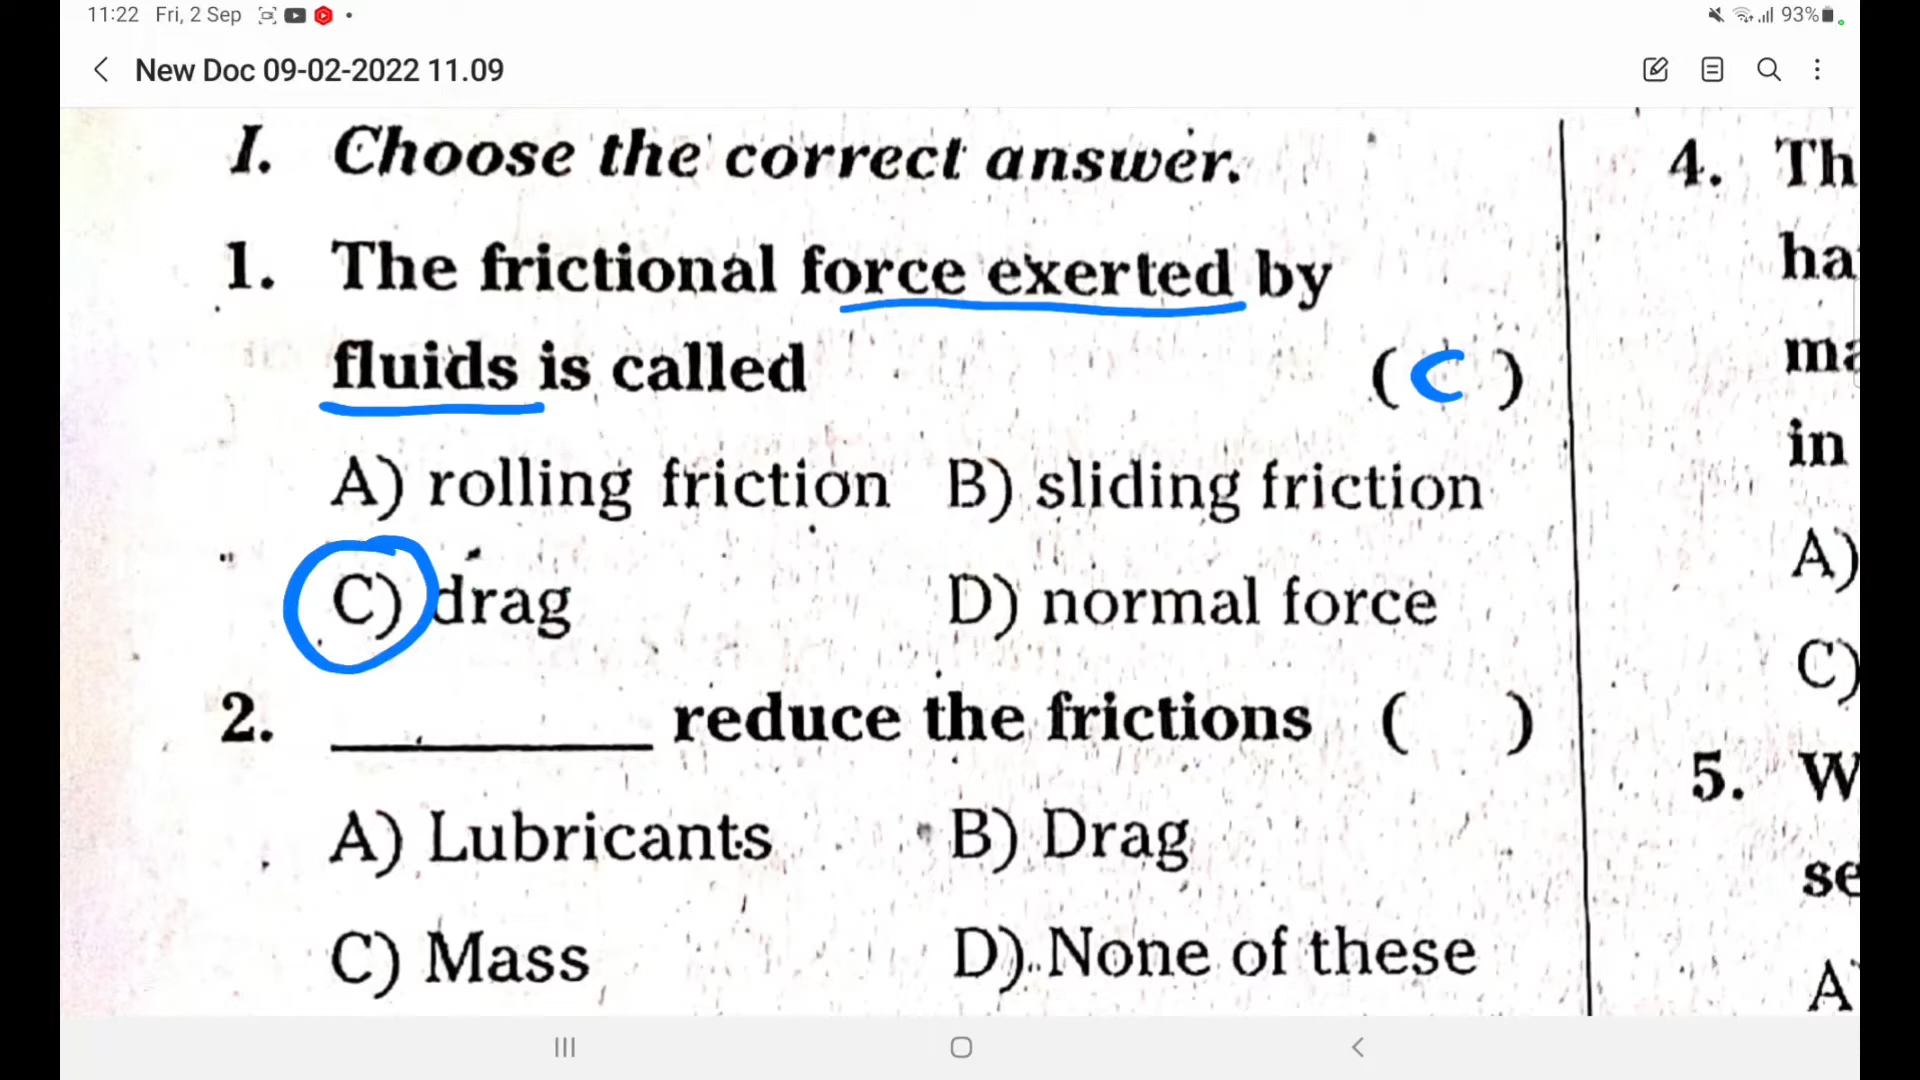 11:22 Fri, 2 Sep
93%
New Doc 09-02-2022 11.09
I. Choose the correct answer.
1. The frictional force exerted by
fluids is called ( C )
A) rolling friction B) sliding friction
C) drag D) normal force
2. ________ reduce the frictions ( )
A) Lubricants B) Drag
C) Mass D) None of these
4. Th
ha
ma
in
A)
C)
5. W
se
A